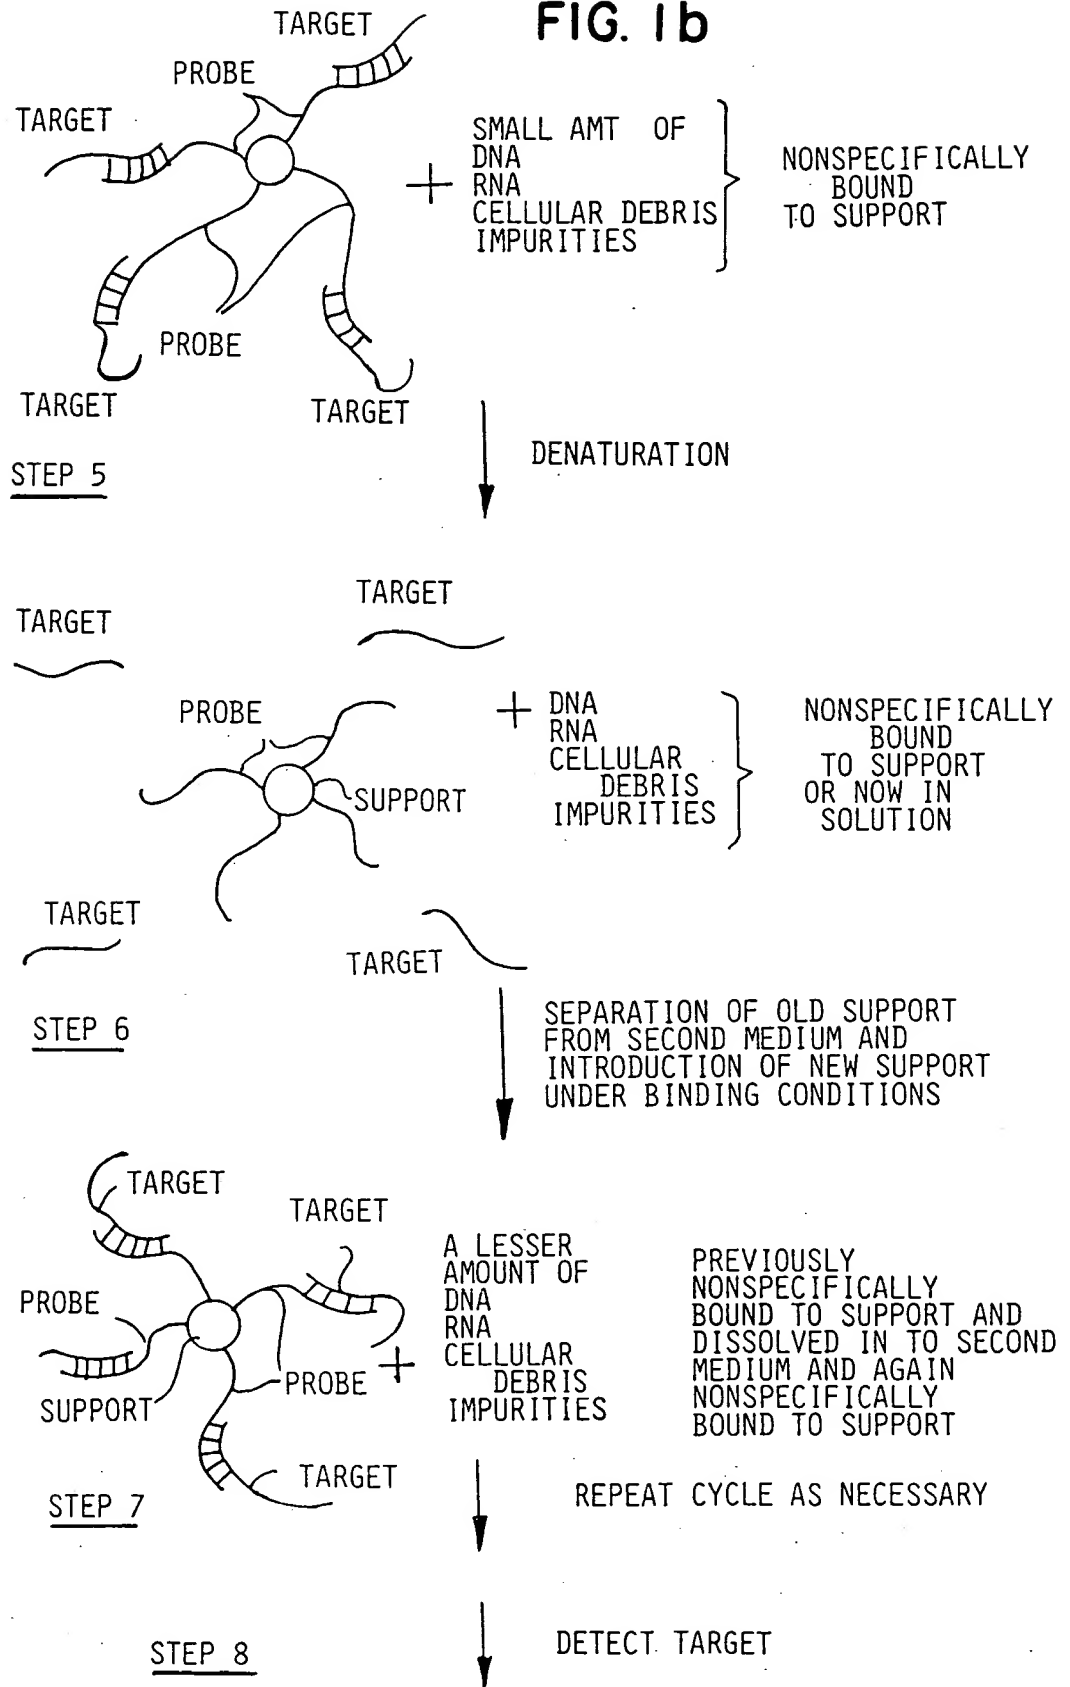 FIG. 1b
TARGET
PROBE
TARGET
SMALL AMT OF
DNA
RNA
CELLULAR DEBRIS
IMPURITIES
NONSPECIFICALLY
BOUND
TO SUPPORT
+
PROBE
TARGET
TARGET
STEP 5
DENATURATION
TARGET
TARGET
PROBE
SUPPORT
+
DNA
RNA
CELLULAR
DEBRIS
IMPURITIES
NONSPECIFICALLY
BOUND
TO SUPPORT
OR NOW IN
SOLUTION
TARGET
TARGET
STEP 6
SEPARATION OF OLD SUPPORT
FROM SECOND MEDIUM AND
INTRODUCTION OF NEW SUPPORT
UNDER BINDING CONDITIONS
TARGET
TARGET
PROBE
SUPPORT
PROBE
+
A LESSER
AMOUNT OF
DNA
RNA
CELLULAR
DEBRIS
IMPURITIES
PREVIOUSLY
NONSPECIFICALLY
BOUND TO SUPPORT AND
DISSOLVED IN TO SECOND
MEDIUM AND AGAIN
NONSPECIFICALLY
BOUND TO SUPPORT
TARGET
STEP 7
REPEAT CYCLE AS NECESSARY
STEP 8
DETECT TARGET